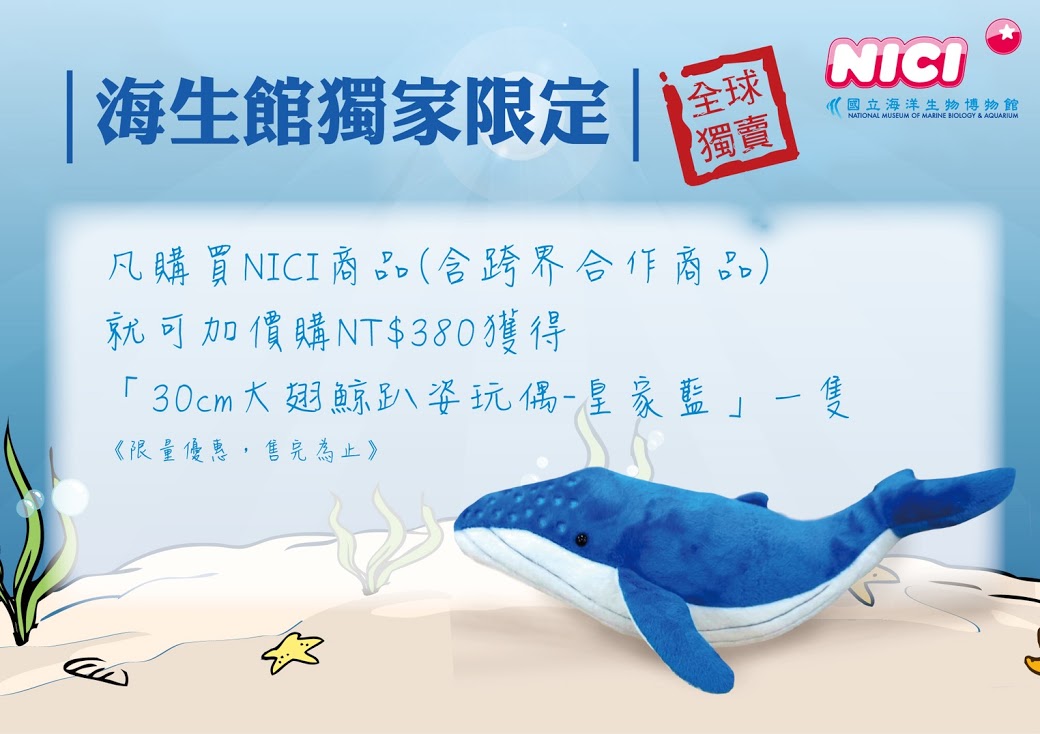 海生館獨家限定
全球
獨賣
NICI
國立海洋生物博物館
NATIONAL MUSEUM OF MARINE BIOLOGY & AQUARIUM
凡購買NICI商品(含跨界合作商品)
就可加價購NT$380獲得
「30cm大翅鯨趴姿玩偶-皇家藍」一隻
《限量優惠，售完為止》